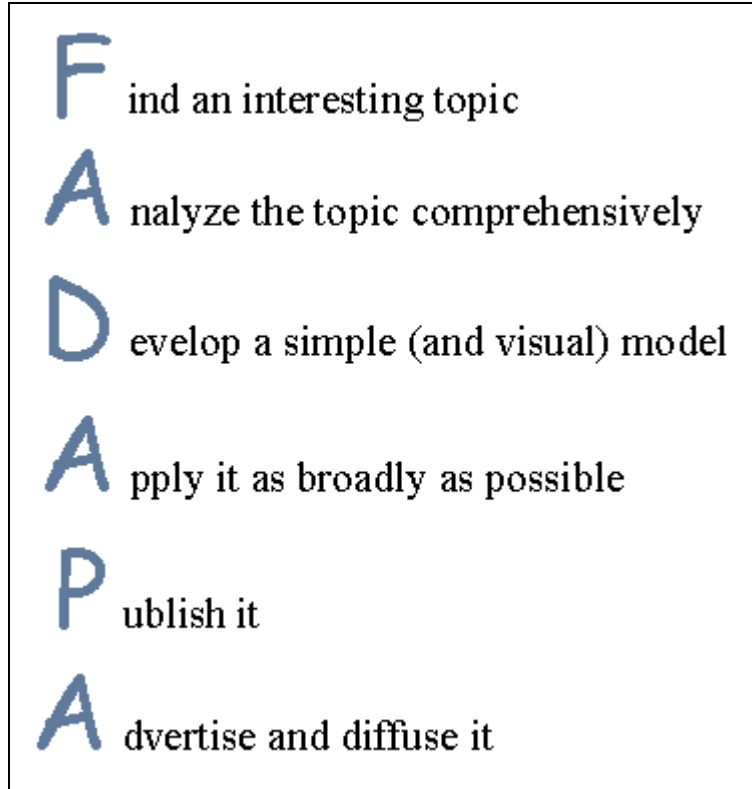 Find an interesting topic
Analyze the topic comprehensively
Develop a simple (and visual) model
Apply it as broadly as possible
Publish it
Advertise and diffuse it